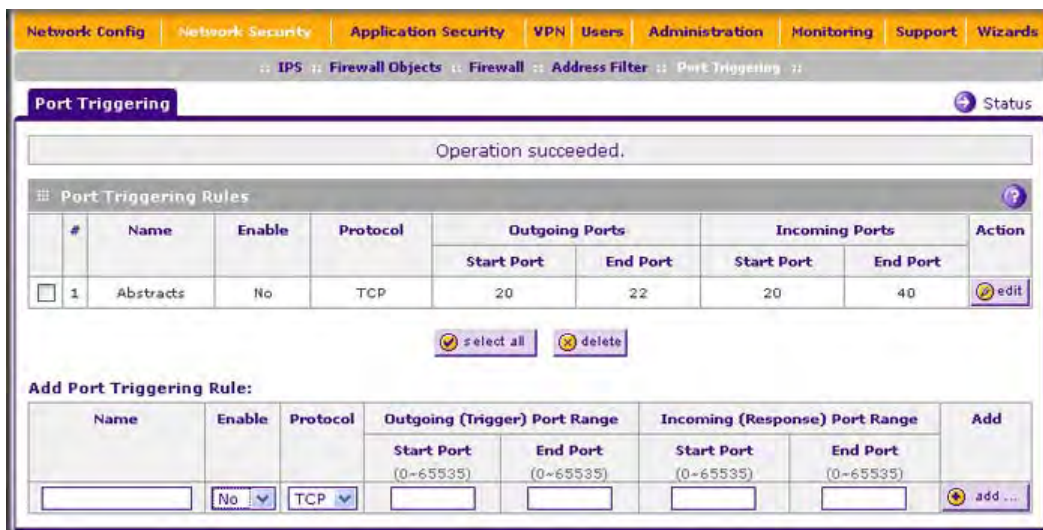 Network Config Network Security Application Security VPN Users Administration Monitoring Support Wizards
:: IPS :: Firewall Objects :: Firewall :: Address Filter :: Port Triggering ::
Port Triggering Status
Operation succeeded.
Port Triggering Rules ?
# Name Enable Protocol Outgoing Ports Incoming Ports Action
Start Port End Port Start Port End Port
1 Abstracts No TCP 20 22 20 40 edit
select all delete
Add Port Triggering Rule:
Name Enable Protocol Outgoing (Trigger) Port Range Incoming (Response) Port Range Add
Start Port End Port Start Port End Port
(0~65535) (0~65535) (0~65535) (0~65535)
No TCP add ...